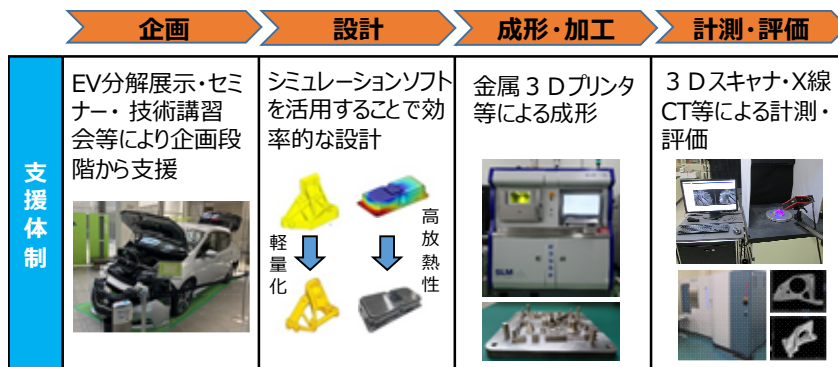 企画
設計
成形・加工
計測・評価
支援体制
EV分解展示・セミ
ナー・ 技術講習
会等により企画段
階から支援
シミュレーションソフト
を活用することで効
率的な設計
軽量化
高放熱性
金属３Ｄプリンタ
等による成形
SLM
３Ｄスキャナ・X線
CT等による計測・
評価